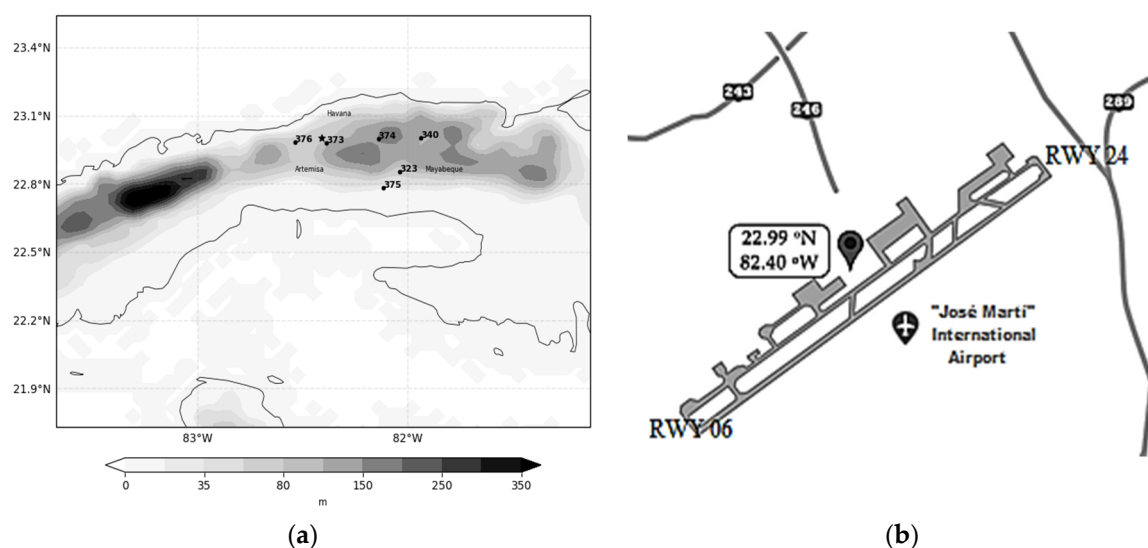 23.4°N
23.1°N
22.8°N
22.5°N
22.2°N
21.9°N
83°W
82°W
Havana
376
373
374
340
Artemisa
323
Mayabeque
375
0
35
80
150
250
350
m
(a)
243
246
289
RWY 24
22.99 ºN
82.40 ºW
"José Martí"
International
Airport
RWY 06
(b)